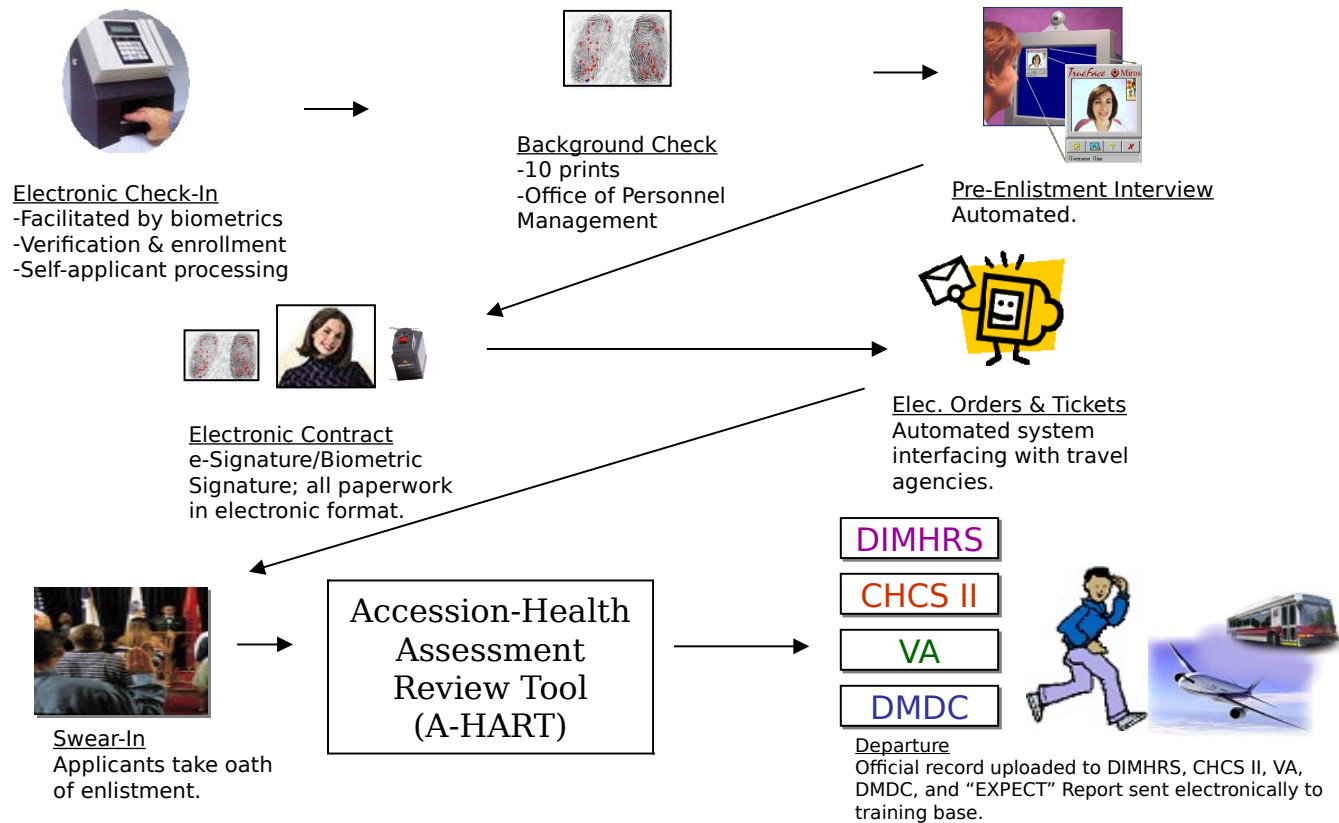 Electronic Check-In
-Facilitated by biometrics
-Verification & enrollment
-Self-applicant processing
Background Check
-10 prints
-Office of Personnel
Management
TrueFace Miros
Username: Gina
Pre-Enlistment Interview
Automated.
Electronic Contract
e-Signature/Biometric
Signature; all paperwork
in electronic format.
Elec. Orders & Tickets
Automated system
interfacing with travel
agencies.
Swear-In
Applicants take oath
of enlistment.
Accession-Health
Assessment
Review Tool
(A-HART)
DIMHRS
CHCS II
VA
DMDC
Departure
Official record uploaded to DIMHRS, CHCS II, VA,
DMDC, and “EXPECT” Report sent electronically to
training base.